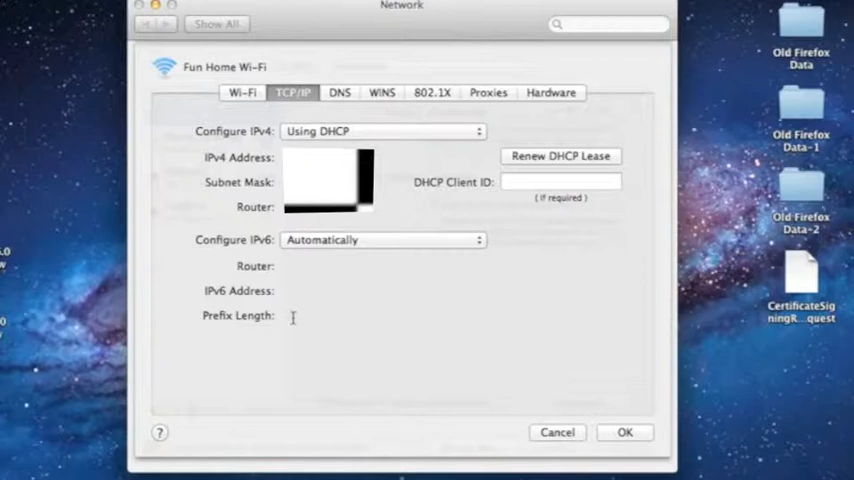 Network
Show All
Fun Home Wi-Fi
Wi-Fi TCP/IP DNS WINS 802.1X Proxies Hardware
Configure IPv4: Using DHCP
IPv4 Address: Renew DHCP Lease
Subnet Mask: DHCP Client ID:
( If required )
Router:
Configure IPv6: Automatically
Router:
IPv6 Address:
Prefix Length:
? Cancel OK
Old Firefox
Data
Old Firefox
Data-1
Old Firefox
Data-2
CertificateSig
ningR...quest